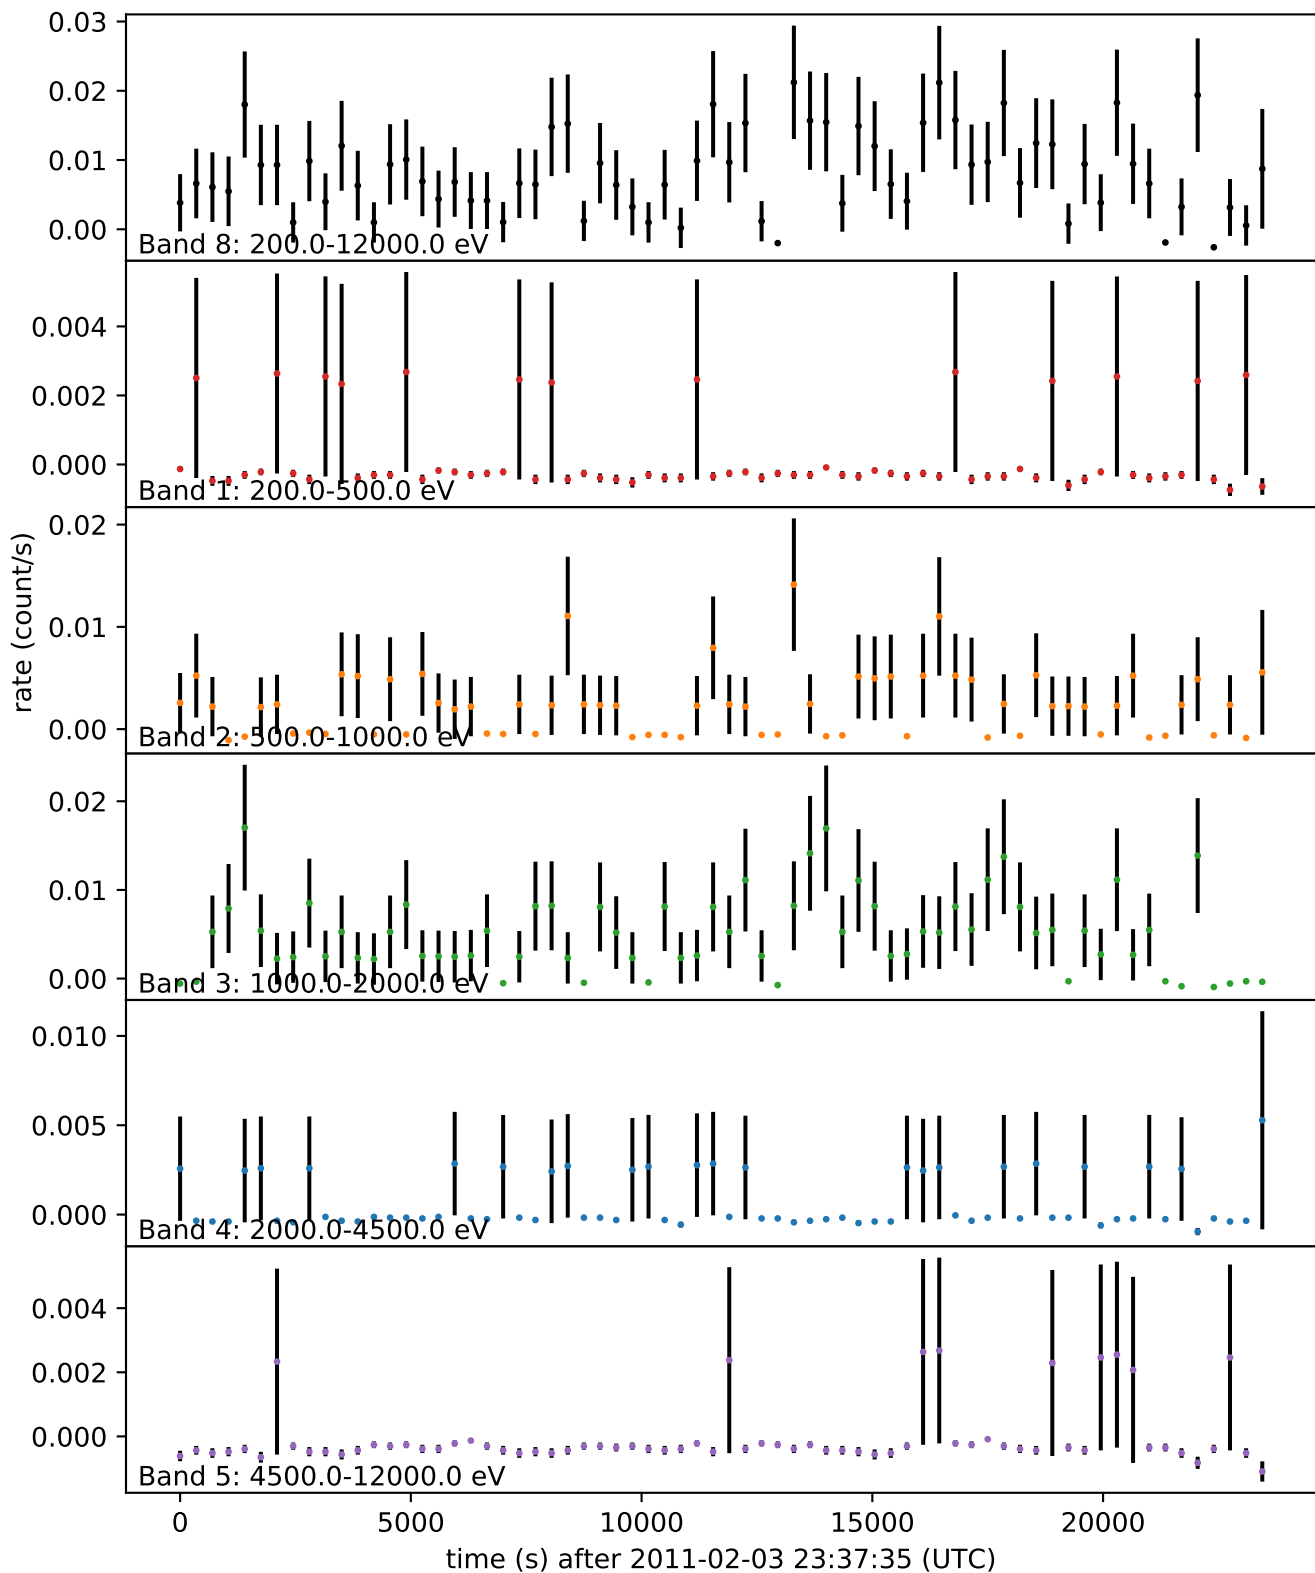 0.03
0.02
0.01
0.00
Band 8: 200.0-12000.0 eV
0.004
0.002
0.000
Band 1: 200.0-500.0 eV
0.02
0.01
0.00
Band 2: 500.0-1000.0 eV
rate (count/s)
0.02
0.01
0.00
Band 3: 1000.0-2000.0 eV
0.010
0.005
0.000
Band 4: 2000.0-4500.0 eV
0.004
0.002
0.000
Band 5: 4500.0-12000.0 eV
0 5000 10000 15000 20000
time (s) after 2011-02-03 23:37:35 (UTC)